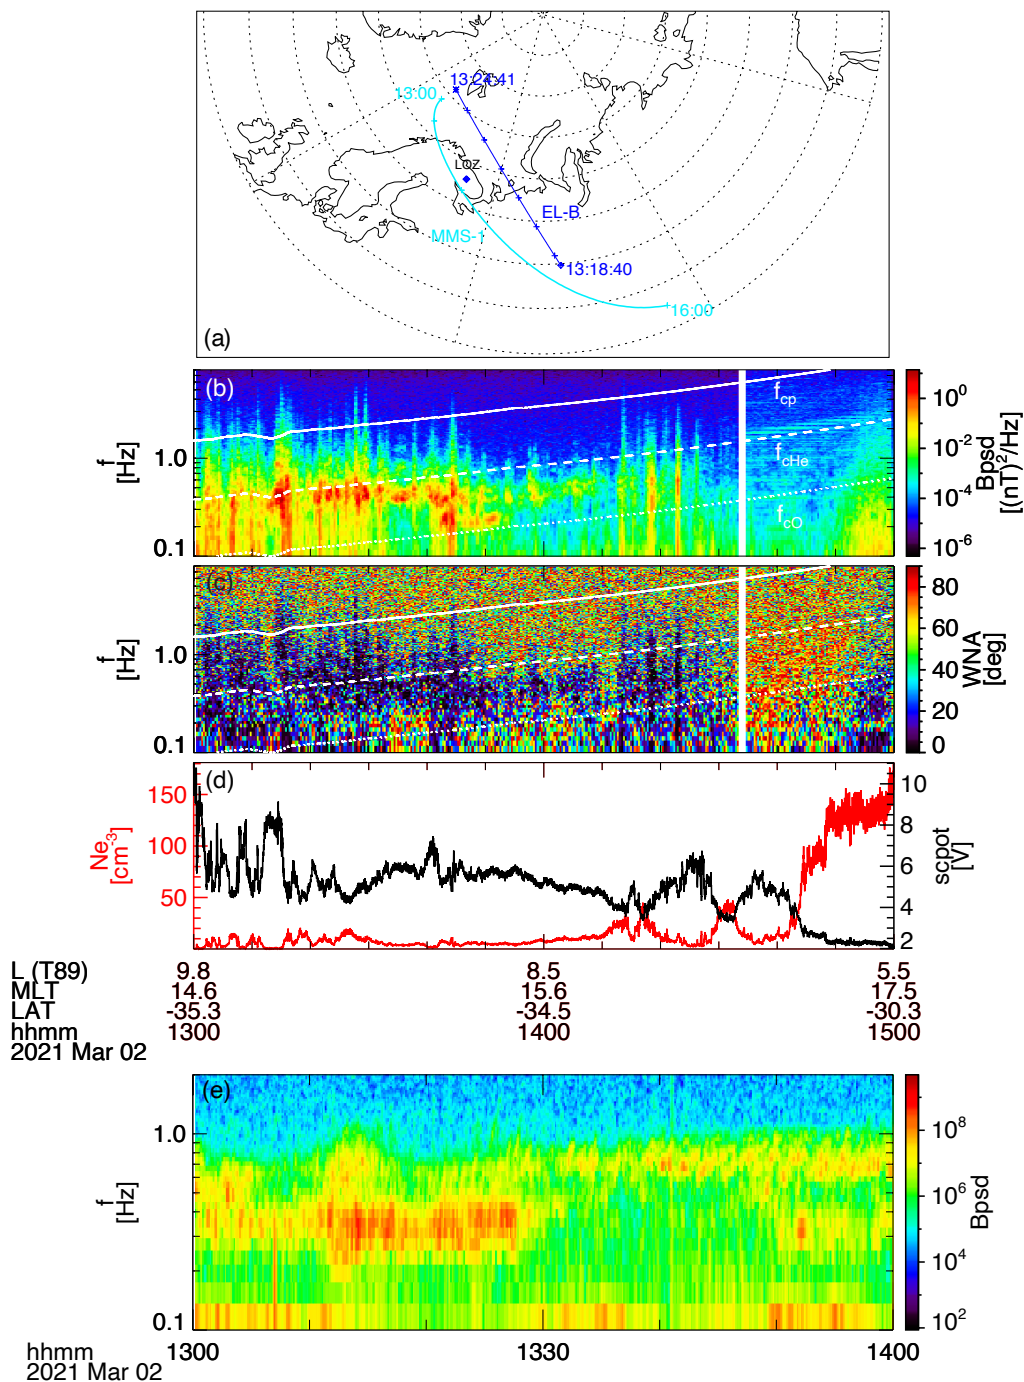 13:24:41
13:00
LOZ
EL-B
MMS-1
13:18:40
16:00
(a)
(b)
f
[Hz]
1.0
0.1
fcp
fcHe
fcO
10^0
10^-2
10^-4
10^-6
Bpsd
[(nT)^2/Hz]
(c)
f
[Hz]
1.0
0.1
80
60
40
20
0
WNA
[deg]
(d)
Ne
[cm^-3]
150
100
50
10
8
6
4
2
scpot
[V]
L (T89) 9.8 8.5 5.5
MLT 14.6 15.6 17.5
LAT -35.3 -34.5 -30.3
hhmm 1300 1400 1500
2021 Mar 02
(e)
f
[Hz]
1.0
0.1
10^8
10^6
10^4
10^2
Bpsd
hhmm 1300 1330 1400
2021 Mar 02